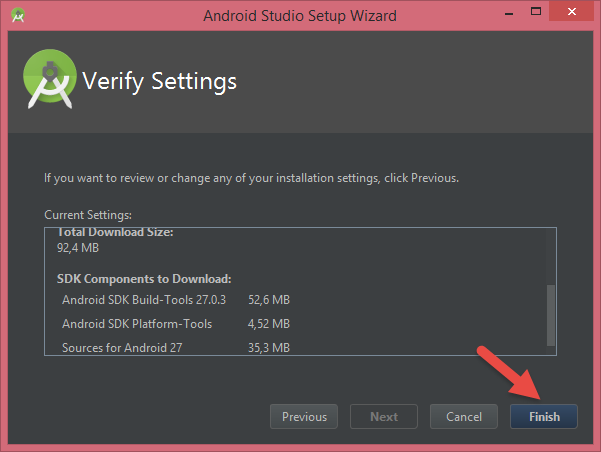 Android Studio Setup Wizard
Verify Settings
If you want to review or change any of your installation settings, click Previous.
Current Settings:
Total Download Size:
92,4 MB
SDK Components to Download:
Android SDK Build-Tools 27.0.3 52,6 MB
Android SDK Platform-Tools 4,52 MB
Sources for Android 27 35,3 MB
Previous Next Cancel Finish